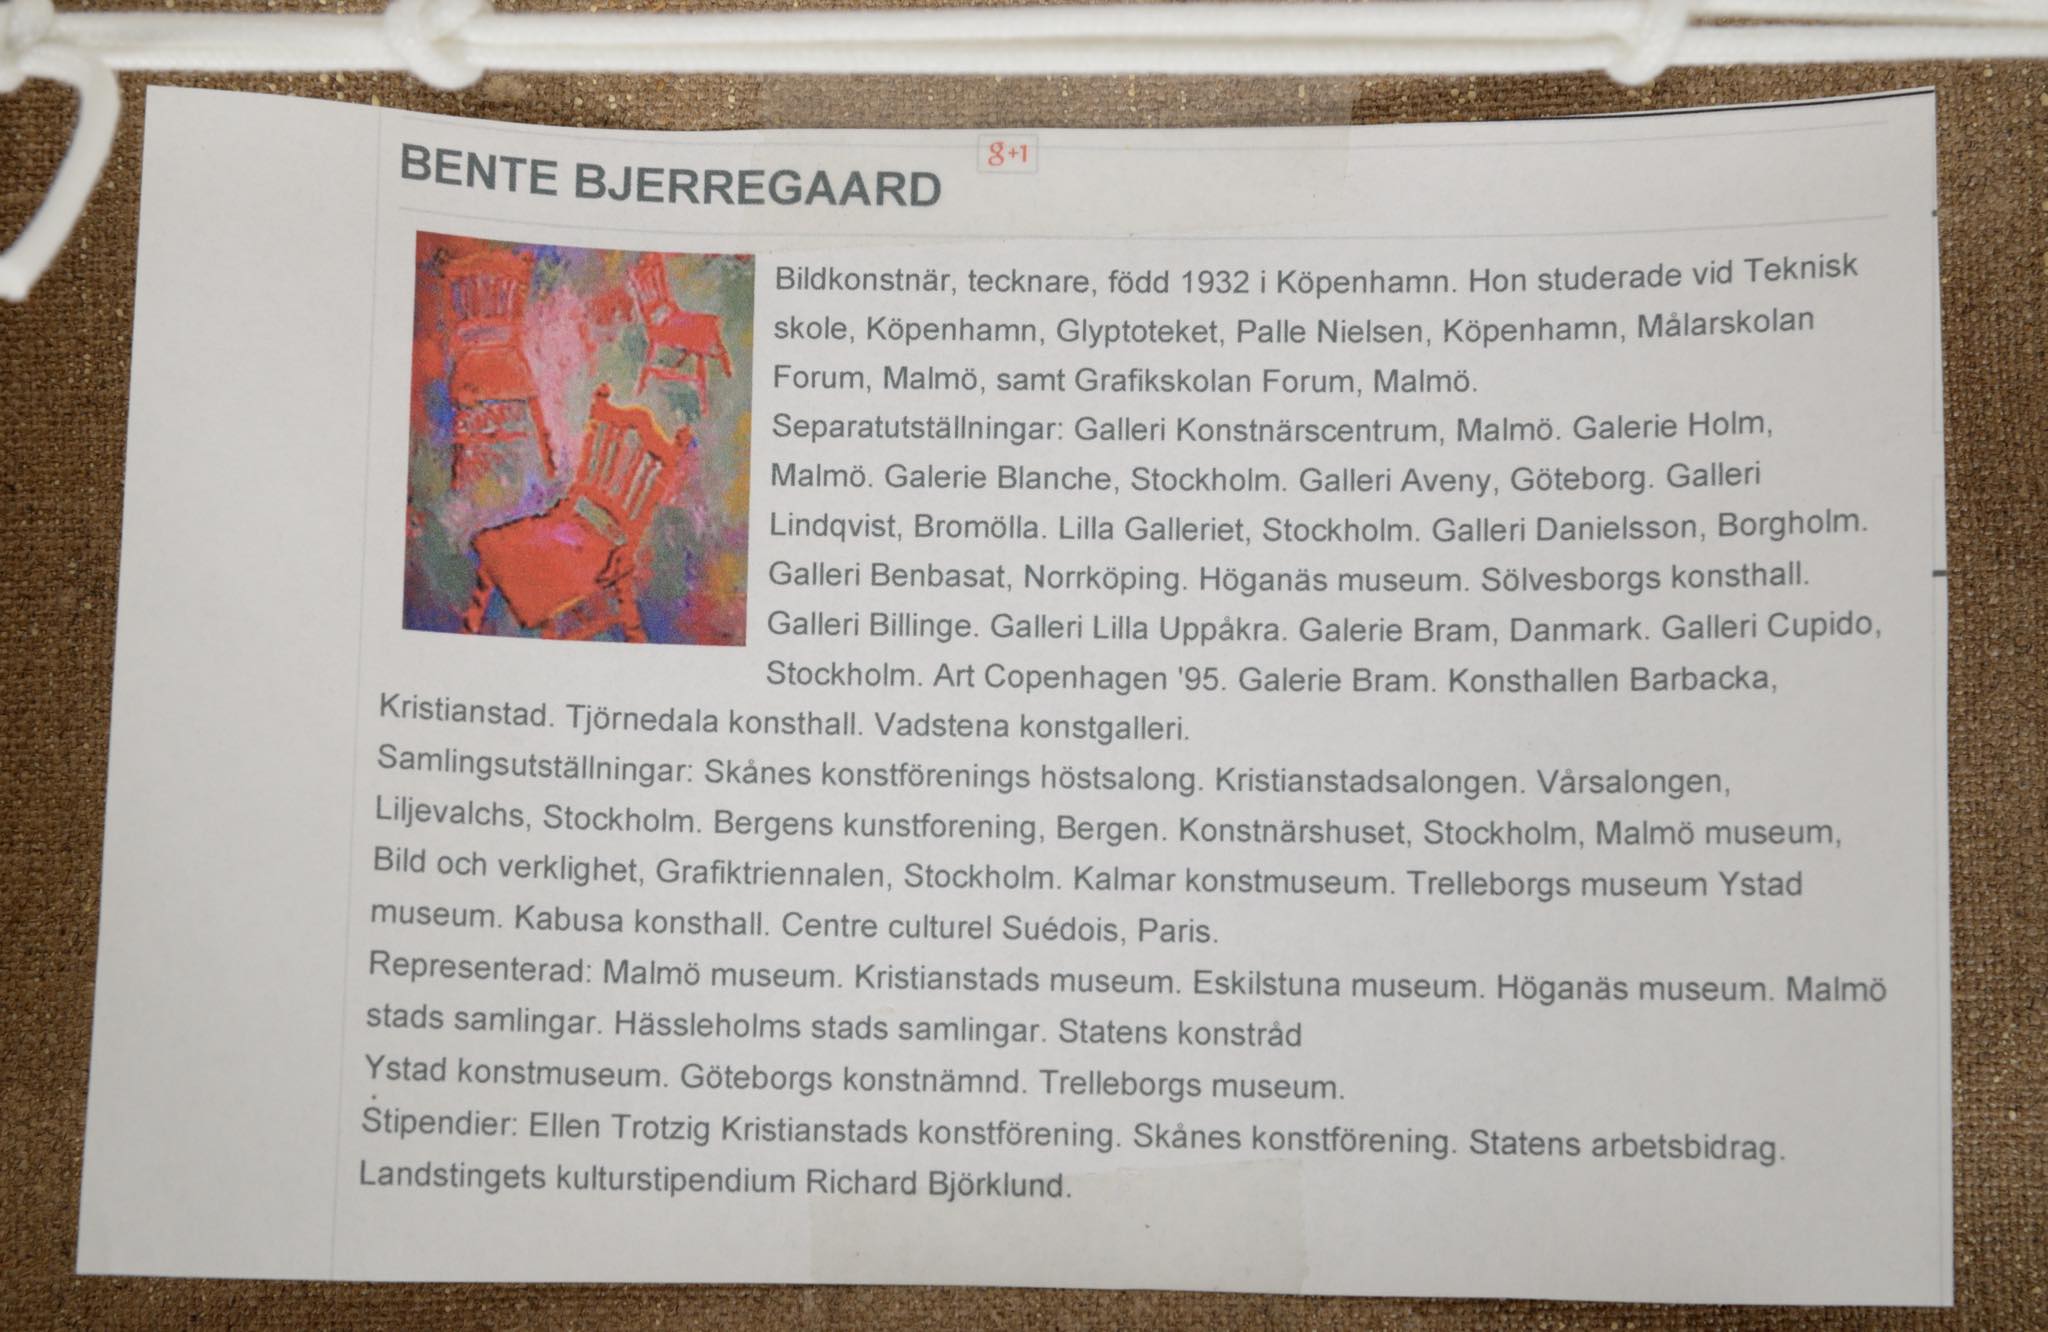 BENTE BJERREGAARD
g+1
Bildkonstnär, tecknare, född 1932 i Köpenhamn. Hon studerade vid Teknisk
skole, Köpenhamn, Glyptoteket, Palle Nielsen, Köpenhamn, Målarskolan
Forum, Malmö, samt Grafikskolan Forum, Malmö.
Separatutställningar: Galleri Konstnärscentrum, Malmö. Galerie Holm,
Malmö. Galerie Blanche, Stockholm. Galleri Aveny, Göteborg. Galleri
Lindqvist, Bromölla. Lilla Galleriet, Stockholm. Galleri Danielsson, Borgholm.
Galleri Benbasat, Norrköping. Höganäs museum. Sölvesborgs konsthall.
Galleri Billinge. Galleri Lilla Uppåkra. Galerie Bram, Danmark. Galleri Cupido,
Stockholm. Art Copenhagen '95. Galerie Bram. Konsthallen Barbacka,
Kristianstad. Tjörnedala konsthall. Vadstena konstgalleri.
Samlingsutställningar: Skånes konstförenings höstsalong. Kristianstadsalongen. Vårsalongen,
Liljevalchs, Stockholm. Bergens kunstforening, Bergen. Konstnärshuset, Stockholm, Malmö museum,
Bild och verklighet, Grafiktriennalen, Stockholm. Kalmar konstmuseum. Trelleborgs museum Ystad
museum. Kabusa konsthall. Centre culturel Suédois, Paris.
Representerad: Malmö museum. Kristianstads museum. Eskilstuna museum. Höganäs museum. Malmö
stads samlingar. Hässleholms stads samlingar. Statens konstråd
Ystad konstmuseum. Göteborgs konstnämnd. Trelleborgs museum.
Stipendier: Ellen Trotzig Kristianstads konstförening. Skånes konstförening. Statens arbetsbidrag.
Landstingets kulturstipendium Richard Björklund.